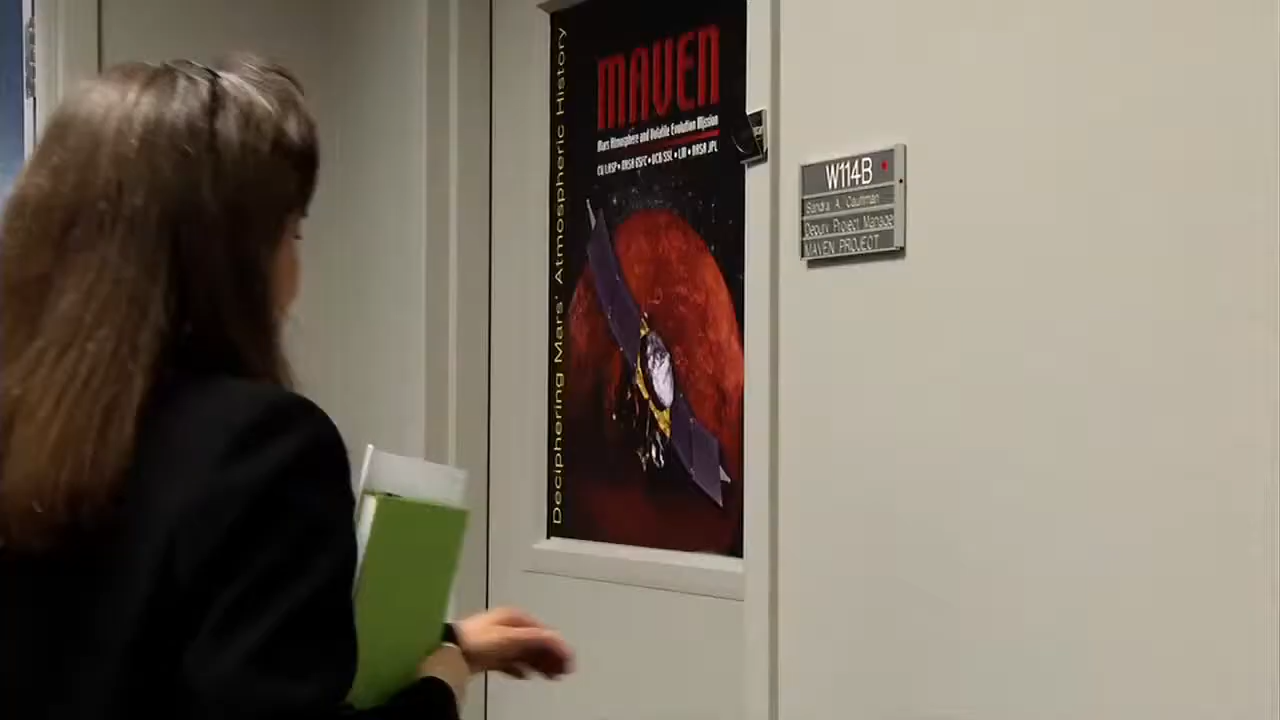 Deciphering Mars' Atmospheric History
MAVEN
Mars Atmosphere and Volatile Evolution Mission
CU/LASP • NASA GSFC • UCB/SSL • LM • NASA JPL
W114B
Sandra A. Cauffman
Deputy Project Manage
MAVEN PROJECT